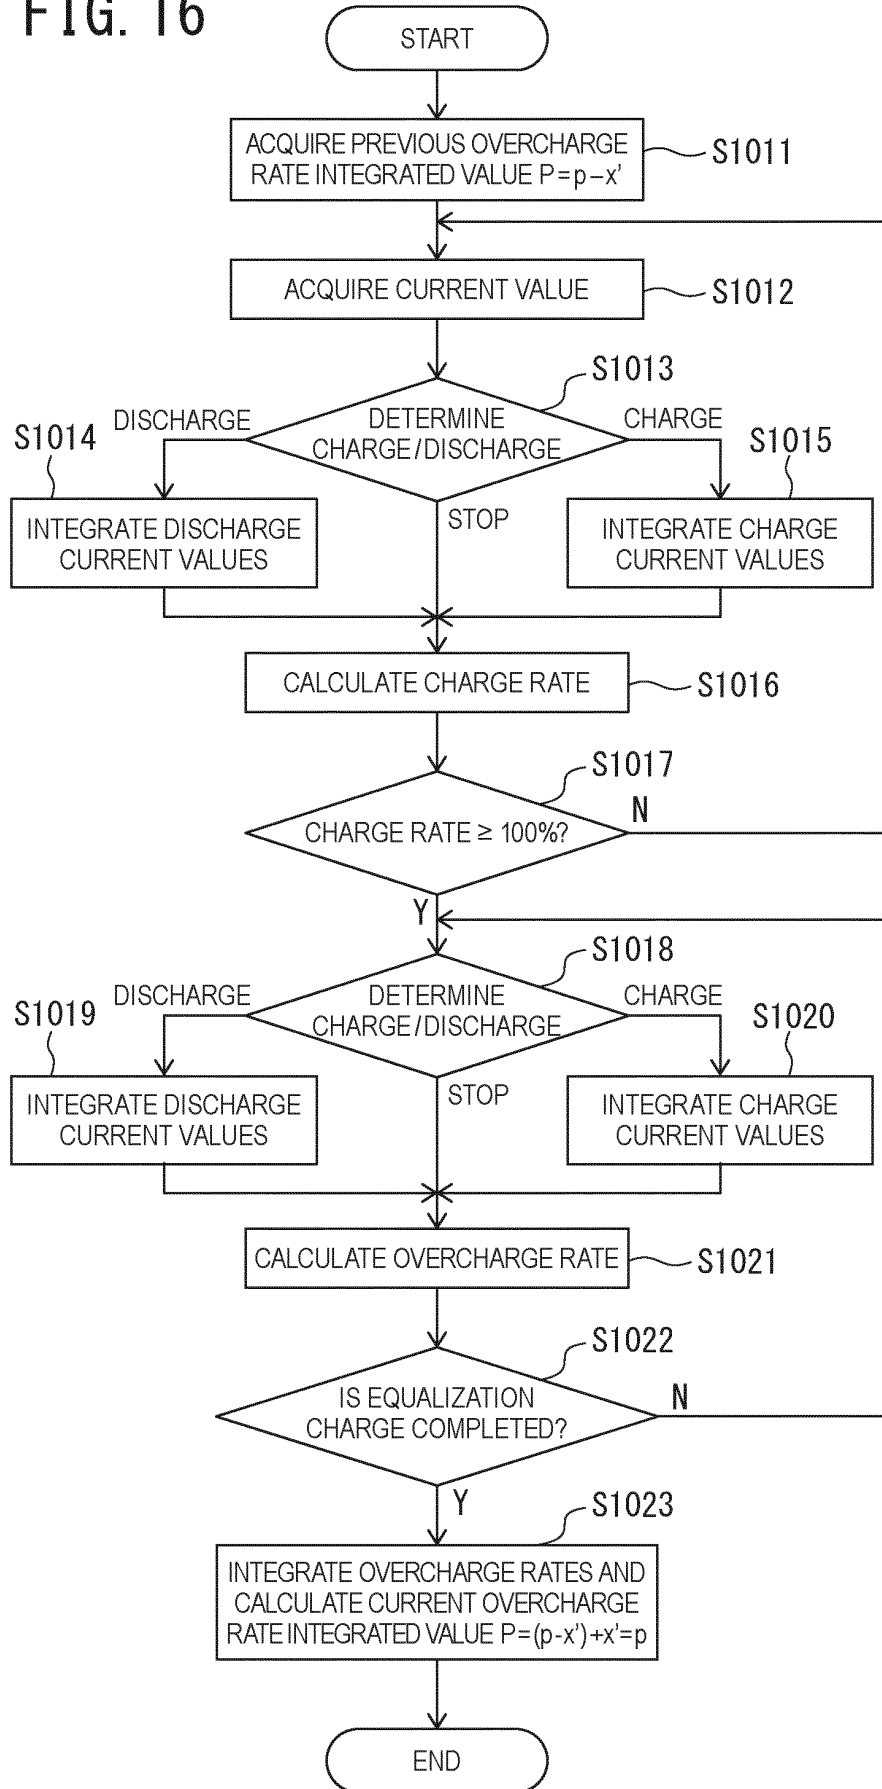 FIG. 16
START
ACQUIRE PREVIOUS OVERCHARGE
RATE INTEGRATED VALUE P=p−x'
S1011
ACQUIRE CURRENT VALUE
S1012
S1013
DETERMINE
CHARGE/DISCHARGE
DISCHARGE
CHARGE
STOP
S1014
INTEGRATE DISCHARGE
CURRENT VALUES
S1015
INTEGRATE CHARGE
CURRENT VALUES
CALCULATE CHARGE RATE
S1016
S1017
CHARGE RATE ≥ 100%?
N
Y
S1018
DETERMINE
CHARGE/DISCHARGE
DISCHARGE
CHARGE
STOP
S1019
INTEGRATE DISCHARGE
CURRENT VALUES
S1020
INTEGRATE CHARGE
CURRENT VALUES
CALCULATE OVERCHARGE RATE
S1021
S1022
IS EQUALIZATION
CHARGE COMPLETED?
N
Y
S1023
INTEGRATE OVERCHARGE RATES AND
CALCULATE CURRENT OVERCHARGE
RATE INTEGRATED VALUE P=(p-x')+x'=p
END